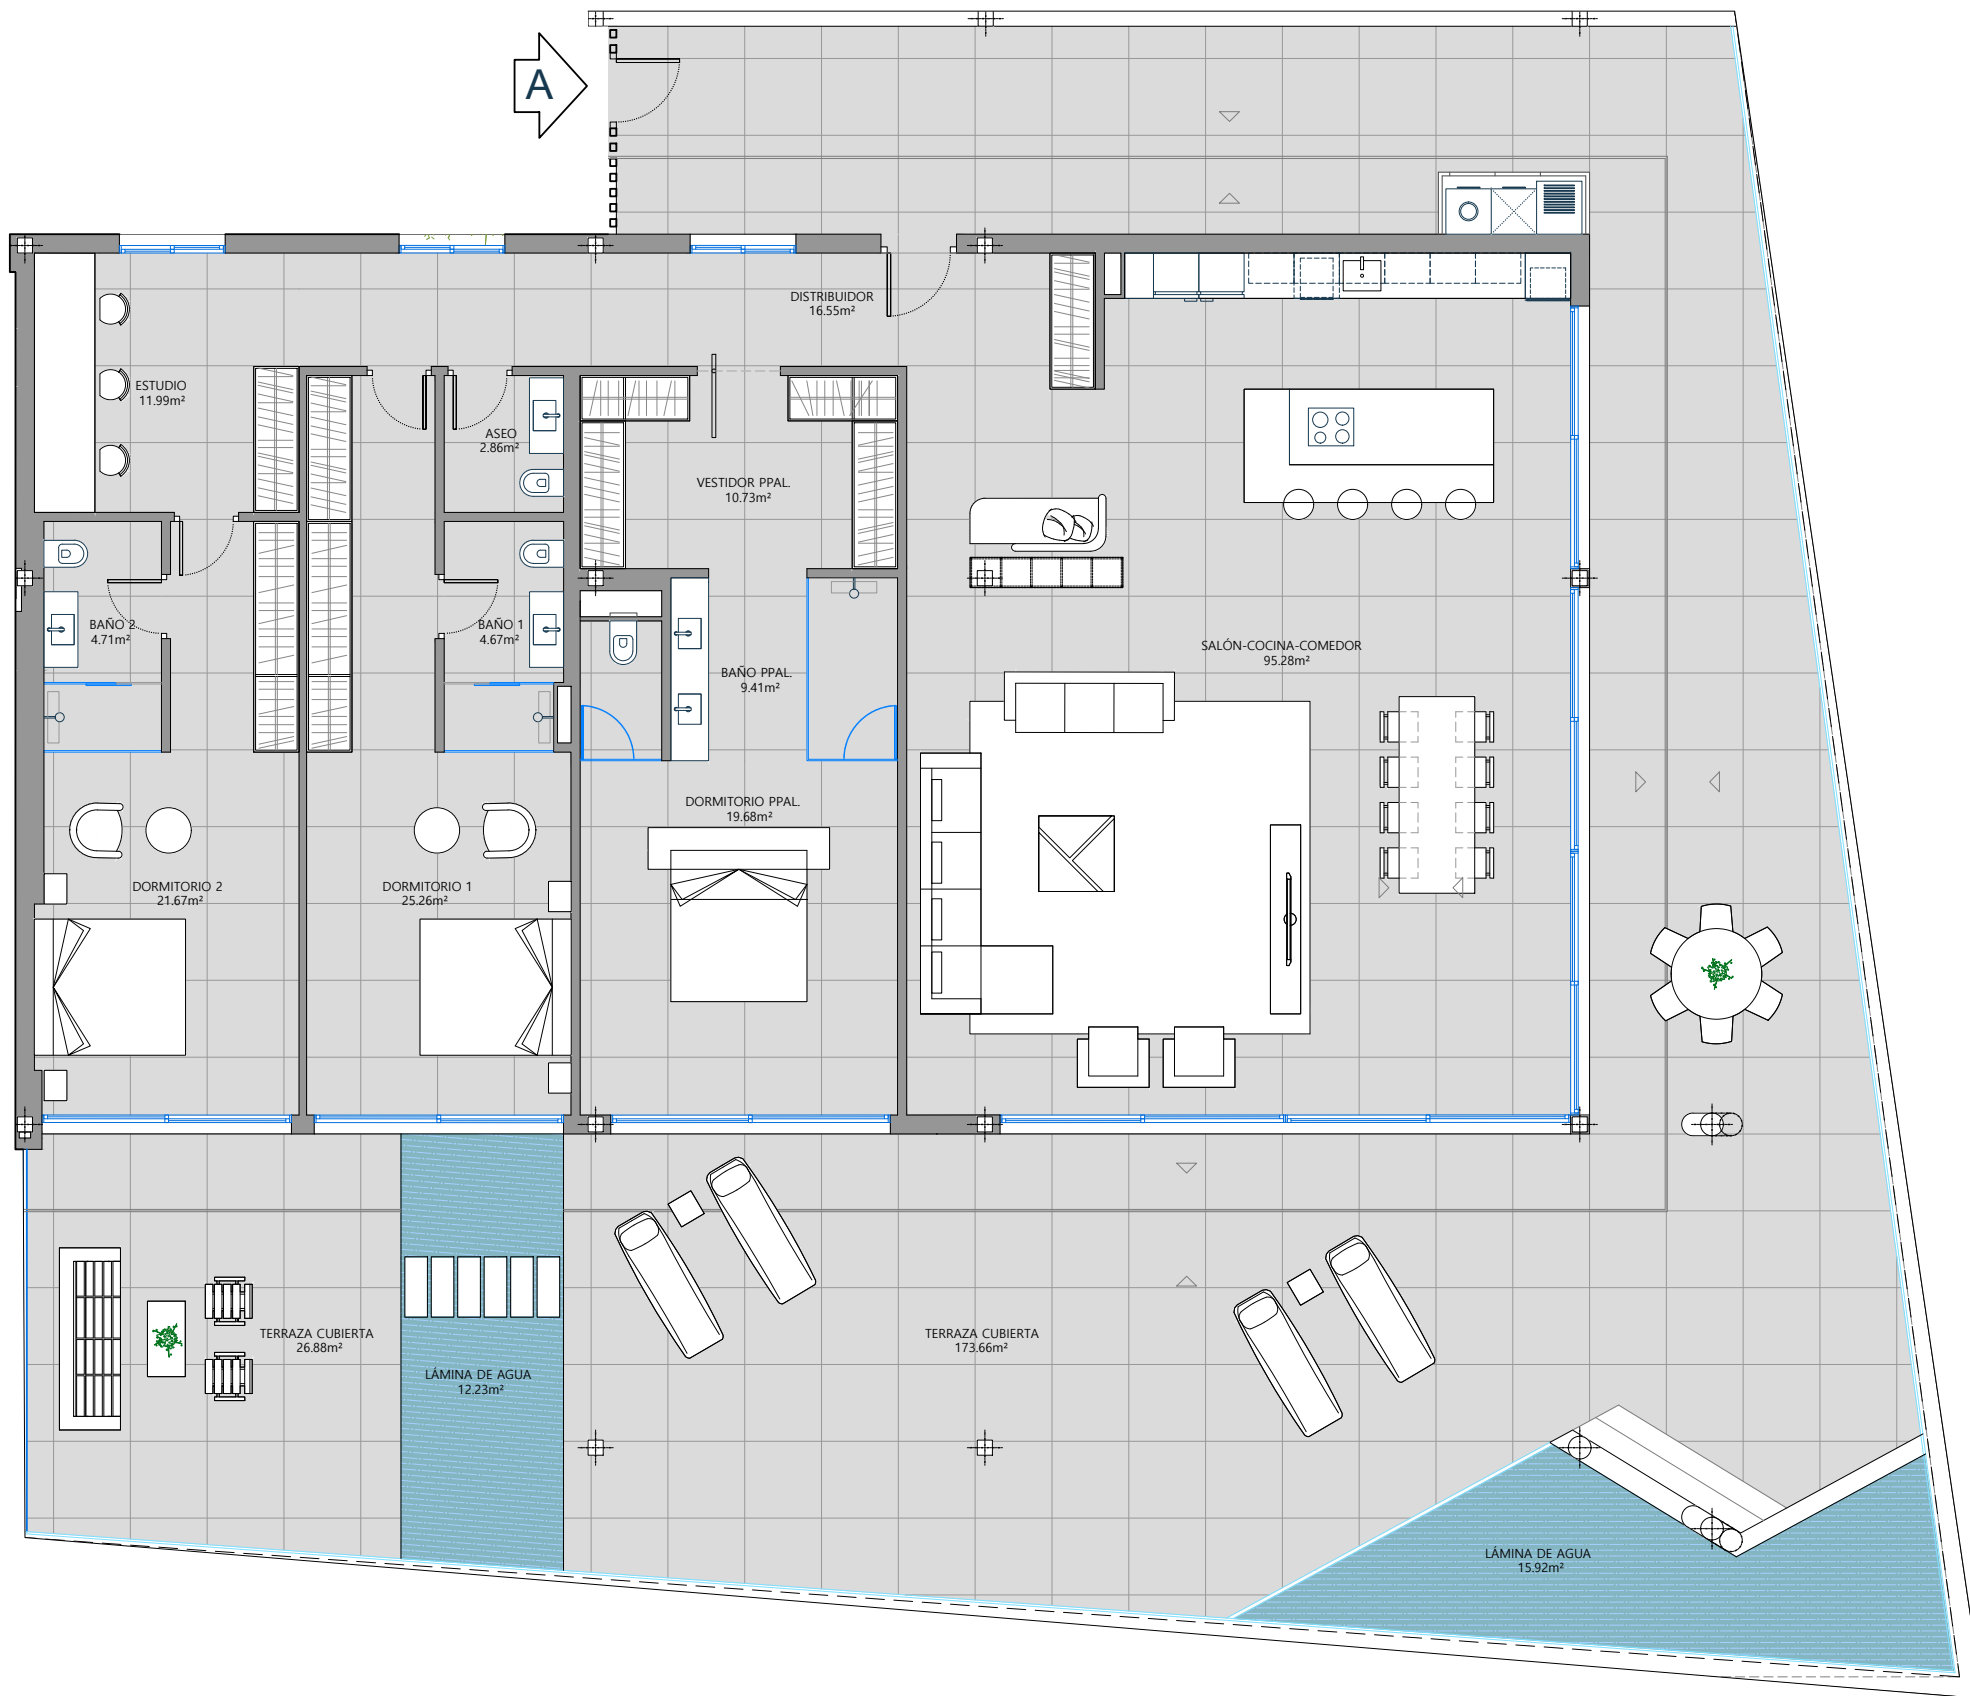 A
DISTRIBUIDOR
16.55m²
ESTUDIO
11.99m²
ASEO
2.86m²
VESTIDOR PPAL.
10.73m²
BAÑO 2
4.71m²
BAÑO 1
4.67m²
SALÓN-COCINA-COMEDOR
95.28m²
BAÑO PPAL.
9.41m²
DORMITORIO PPAL.
19.68m²
DORMITORIO 2
21.67m²
DORMITORIO 1
25.26m²
TERRAZA CUBIERTA
26.88m²
TERRAZA CUBIERTA
173.66m²
LÁMINA DE AGUA
12.23m²
LÁMINA DE AGUA
15.92m²